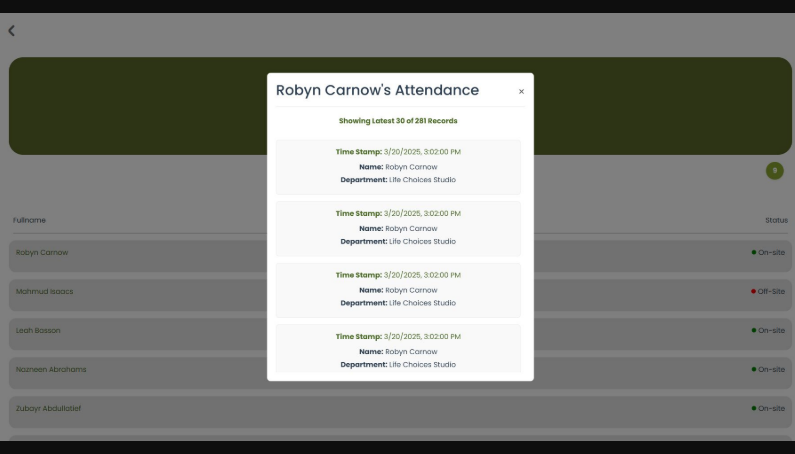 Robyn Carnow's Attendance
×
Showing Latest 30 of 281 Records
Time Stamp: 3/20/2025, 3:02:00 PM
Name: Robyn Carnow
Department: Life Choices Studio
Time Stamp: 3/20/2025, 3:02:00 PM
Name: Robyn Carnow
Department: Life Choices Studio
Time Stamp: 3/20/2025, 3:02:00 PM
Name: Robyn Carnow
Department: Life Choices Studio
Time Stamp: 3/20/2025, 3:02:00 PM
Name: Robyn Carnow
Department: Life Choices Studio
9
Fullname Status
Robyn Carnow On-site
Mahmud Isaacs Off-Site
Leah Basson On-site
Nazneen Abrahams On-site
Zubayr Abdullatief On-site